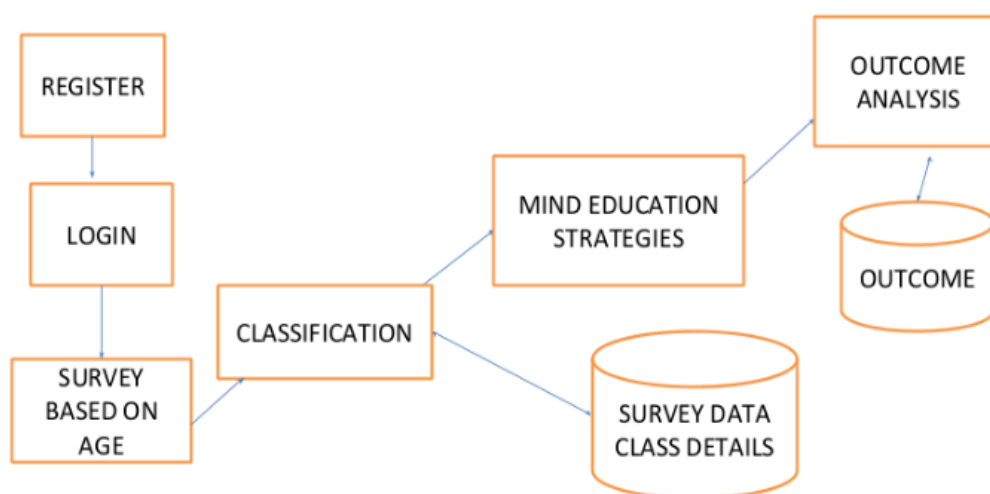 REGISTER
LOGIN
SURVEY
BASED ON
AGE
CLASSIFICATION
MIND EDUCATION
STRATEGIES
SURVEY DATA
CLASS DETAILS
OUTCOME
ANALYSIS
OUTCOME